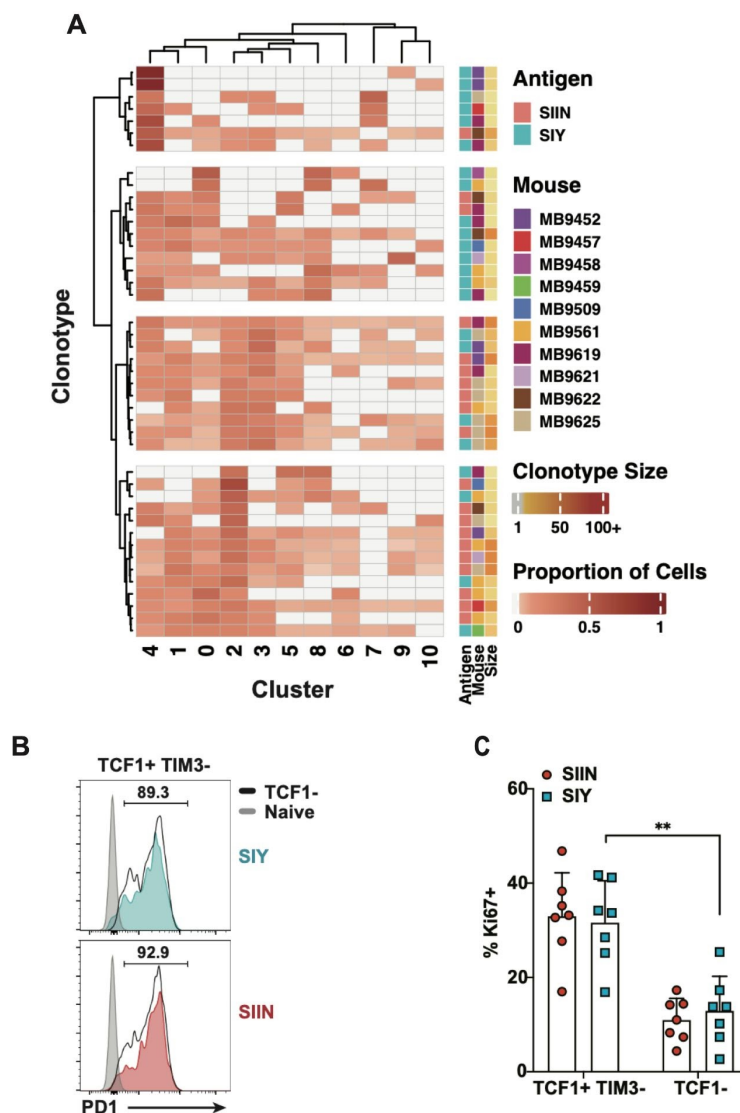 A
Clonotype
4 1 0 2 3 5 8 6 7 9 10
Cluster
Antigen
Mouse
Size
Antigen
SIIN
SIY
Mouse
MB9452
MB9457
MB9458
MB9459
MB9509
MB9561
MB9619
MB9621
MB9622
MB9625
Clonotype Size
1 50 100+
Proportion of Cells
0 0.5 1
B
TCF1+ TIM3-
89.3
TCF1-
Naive
SIY
92.9
SIIN
PD1
C
SIIN
SIY
60
40
20
0
% Ki67+
**
TCF1+ TIM3- TCF1-